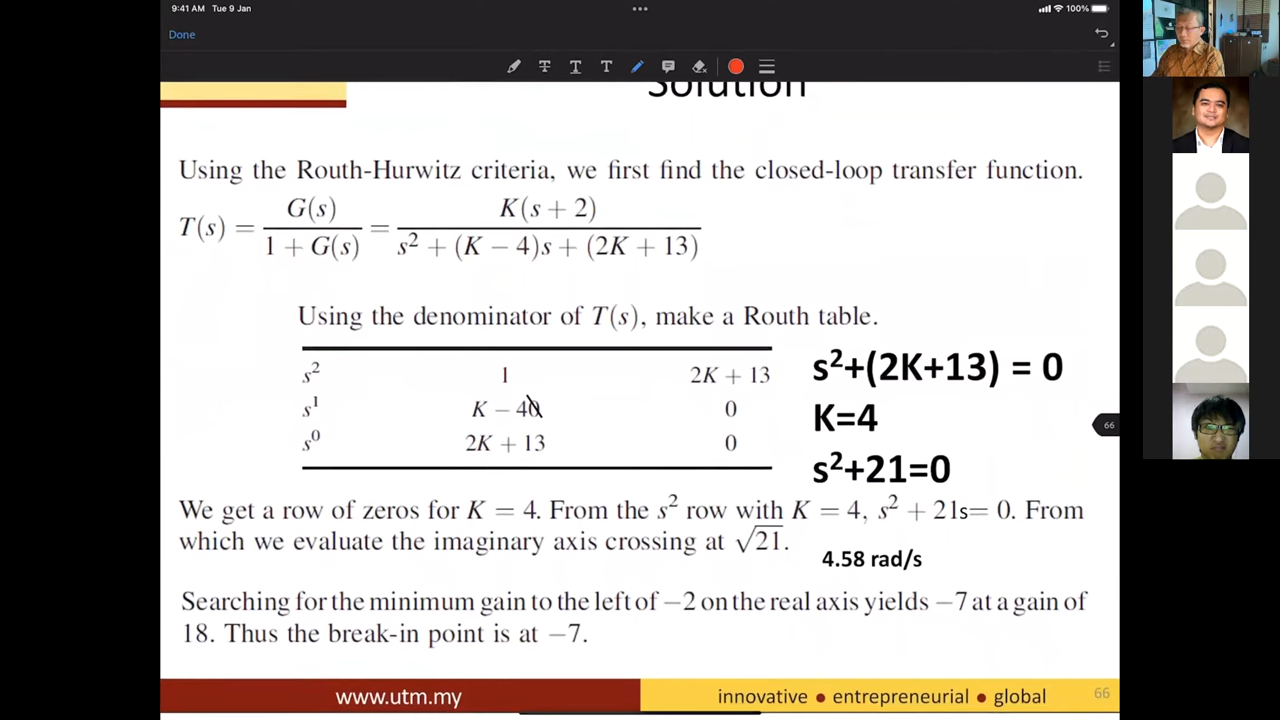 9:41 AM Tue 9 Jan
100%
Done
Solution
Using the Routh-Hurwitz criteria, we first find the closed-loop transfer function.
T(s) = G(s) / 1 + G(s) = K(s + 2) / s² + (K − 4)s + (2K + 13)
Using the denominator of T(s), make a Routh table.
s² 1 2K + 13
s¹ K − 40 0
s⁰ 2K + 13 0
s²+(2K+13) = 0
K=4
s²+21=0
We get a row of zeros for K = 4. From the s² row with K = 4, s² + 21s= 0. From
which we evaluate the imaginary axis crossing at √21.
4.58 rad/s
Searching for the minimum gain to the left of −2 on the real axis yields −7 at a gain of
18. Thus the break-in point is at −7.
66
www.utm.my
innovative ● entrepreneurial ● global
66